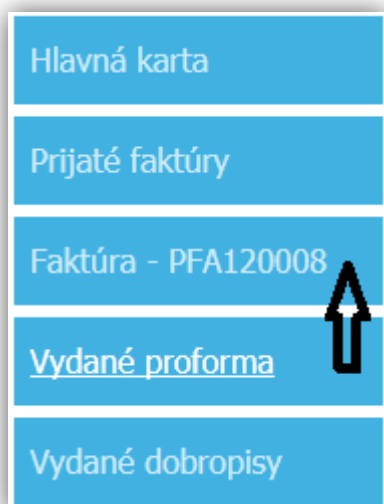 Hlavná karta
Prijaté faktúry
Faktúra - PFA120008
Vydané proforma
Vydané dobropisy